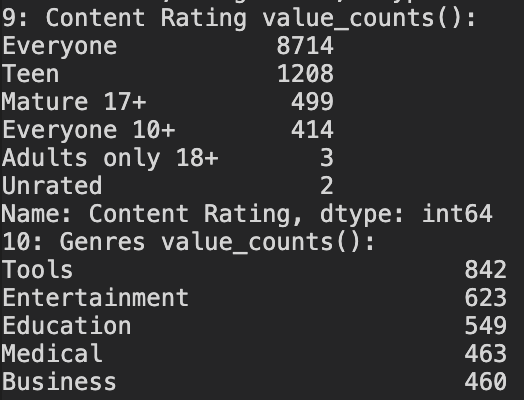 9: Content Rating value_counts():
Everyone 8714
Teen 1208
Mature 17+ 499
Everyone 10+ 414
Adults only 18+ 3
Unrated 2
Name: Content Rating, dtype: int64
10: Genres value_counts():
Tools 842
Entertainment 623
Education 549
Medical 463
Business 460